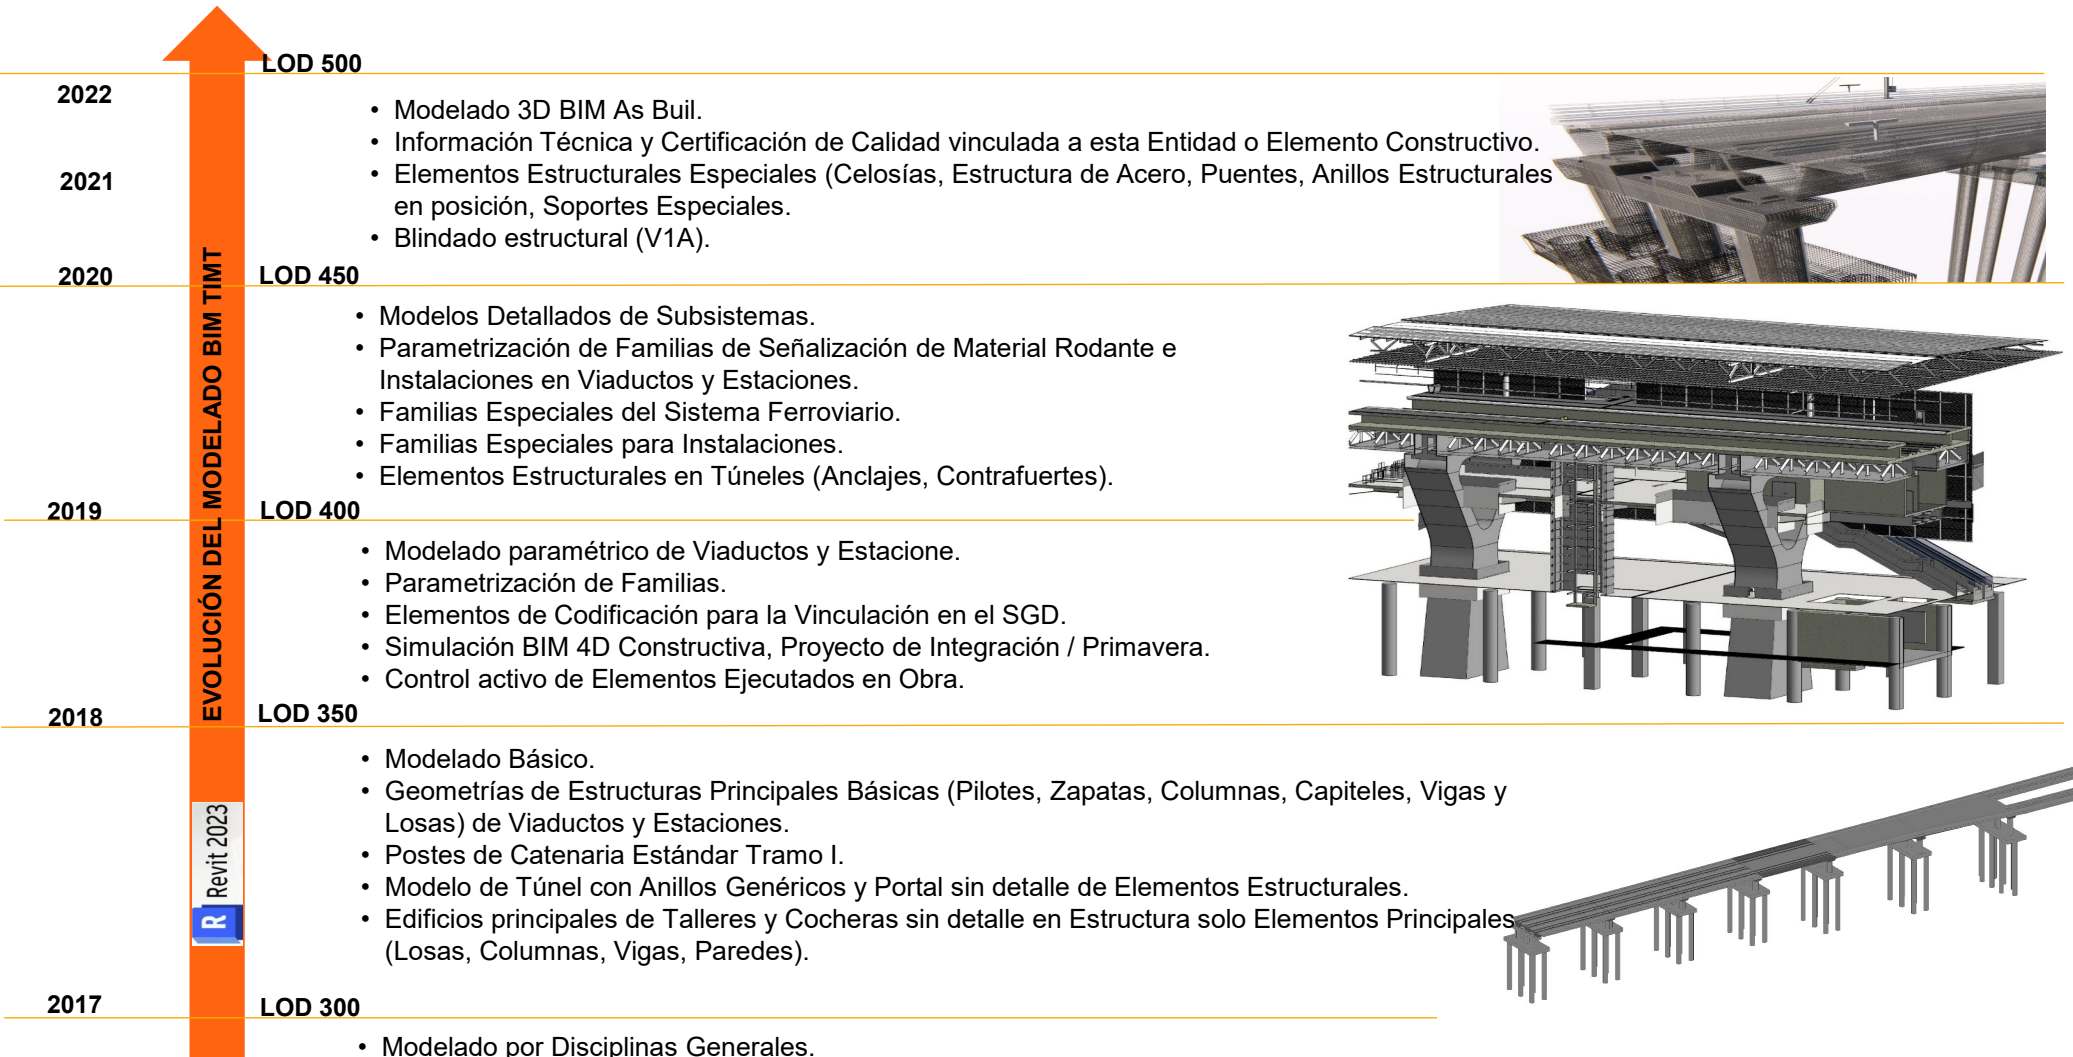 LOD 500
2022
• Modelado 3D BIM As Buil.
• Información Técnica y Certificación de Calidad vinculada a esta Entidad o Elemento Constructivo.
2021
• Elementos Estructurales Especiales (Celosías, Estructura de Acero, Puentes, Anillos Estructurales
en posición, Soportes Especiales.
• Blindado estructural (V1A).
2020
LOD 450
• Modelos Detallados de Subsistemas.
• Parametrización de Familias de Señalización de Material Rodante e
Instalaciones en Viaductos y Estaciones.
• Familias Especiales del Sistema Ferroviario.
• Familias Especiales para Instalaciones.
• Elementos Estructurales en Túneles (Anclajes, Contrafuertes).
2019
LOD 400
• Modelado paramétrico de Viaductos y Estacione.
• Parametrización de Familias.
• Elementos de Codificación para la Vinculación en el SGD.
• Simulación BIM 4D Constructiva, Proyecto de Integración / Primavera.
• Control activo de Elementos Ejecutados en Obra.
2018
LOD 350
• Modelado Básico.
• Geometrías de Estructuras Principales Básicas (Pilotes, Zapatas, Columnas, Capiteles, Vigas y
Losas) de Viaductos y Estaciones.
• Postes de Catenaria Estándar Tramo I.
• Modelo de Túnel con Anillos Genéricos y Portal sin detalle de Elementos Estructurales.
• Edificios principales de Talleres y Cocheras sin detalle en Estructura solo Elementos Principales
(Losas, Columnas, Vigas, Paredes).
2017
LOD 300
• Modelado por Disciplinas Generales.
EVOLUCIÓN DEL MODELADO BIM TIMT
R Revit 2023